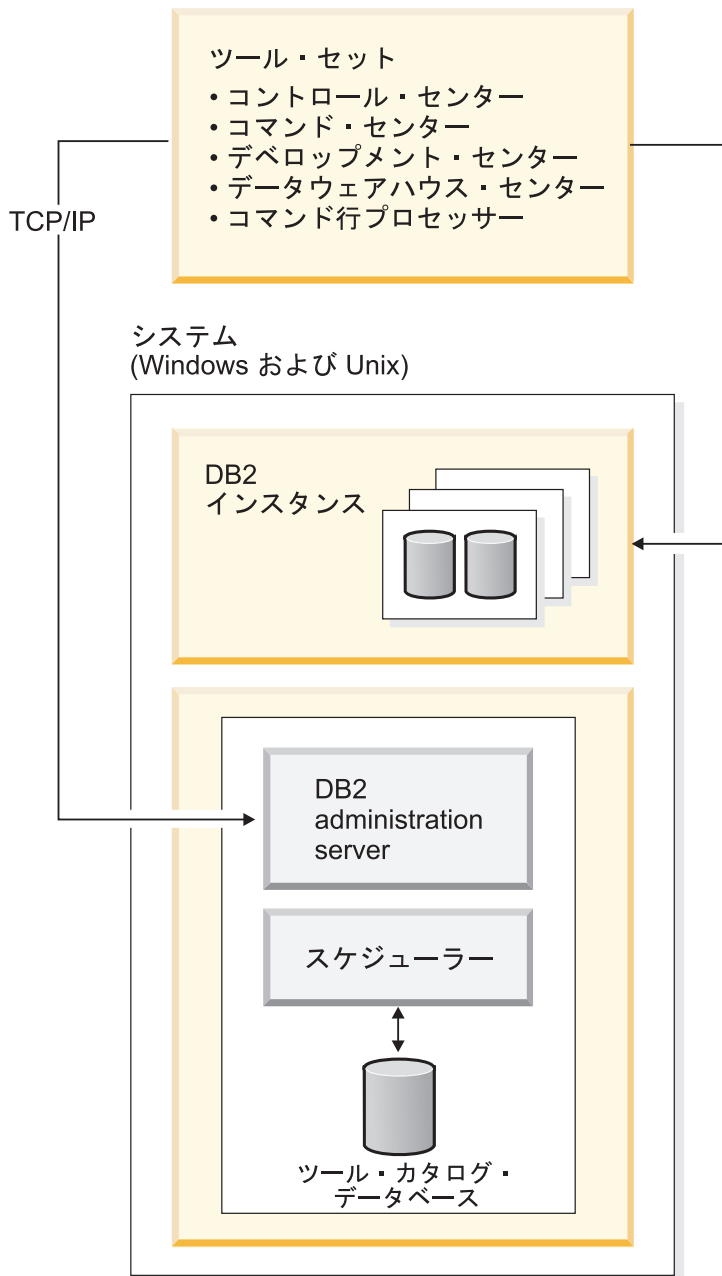 ツール・セット
• コントロール・センター
• コマンド・センター
• デベロップメント・センター
• データウェアハウス・センター
• コマンド行プロセッサー
TCP/IP
システム
(Windows および Unix)
DB2
インスタンス
DB2
administration
server
スケジューラー
ツール・カタログ・
データベース